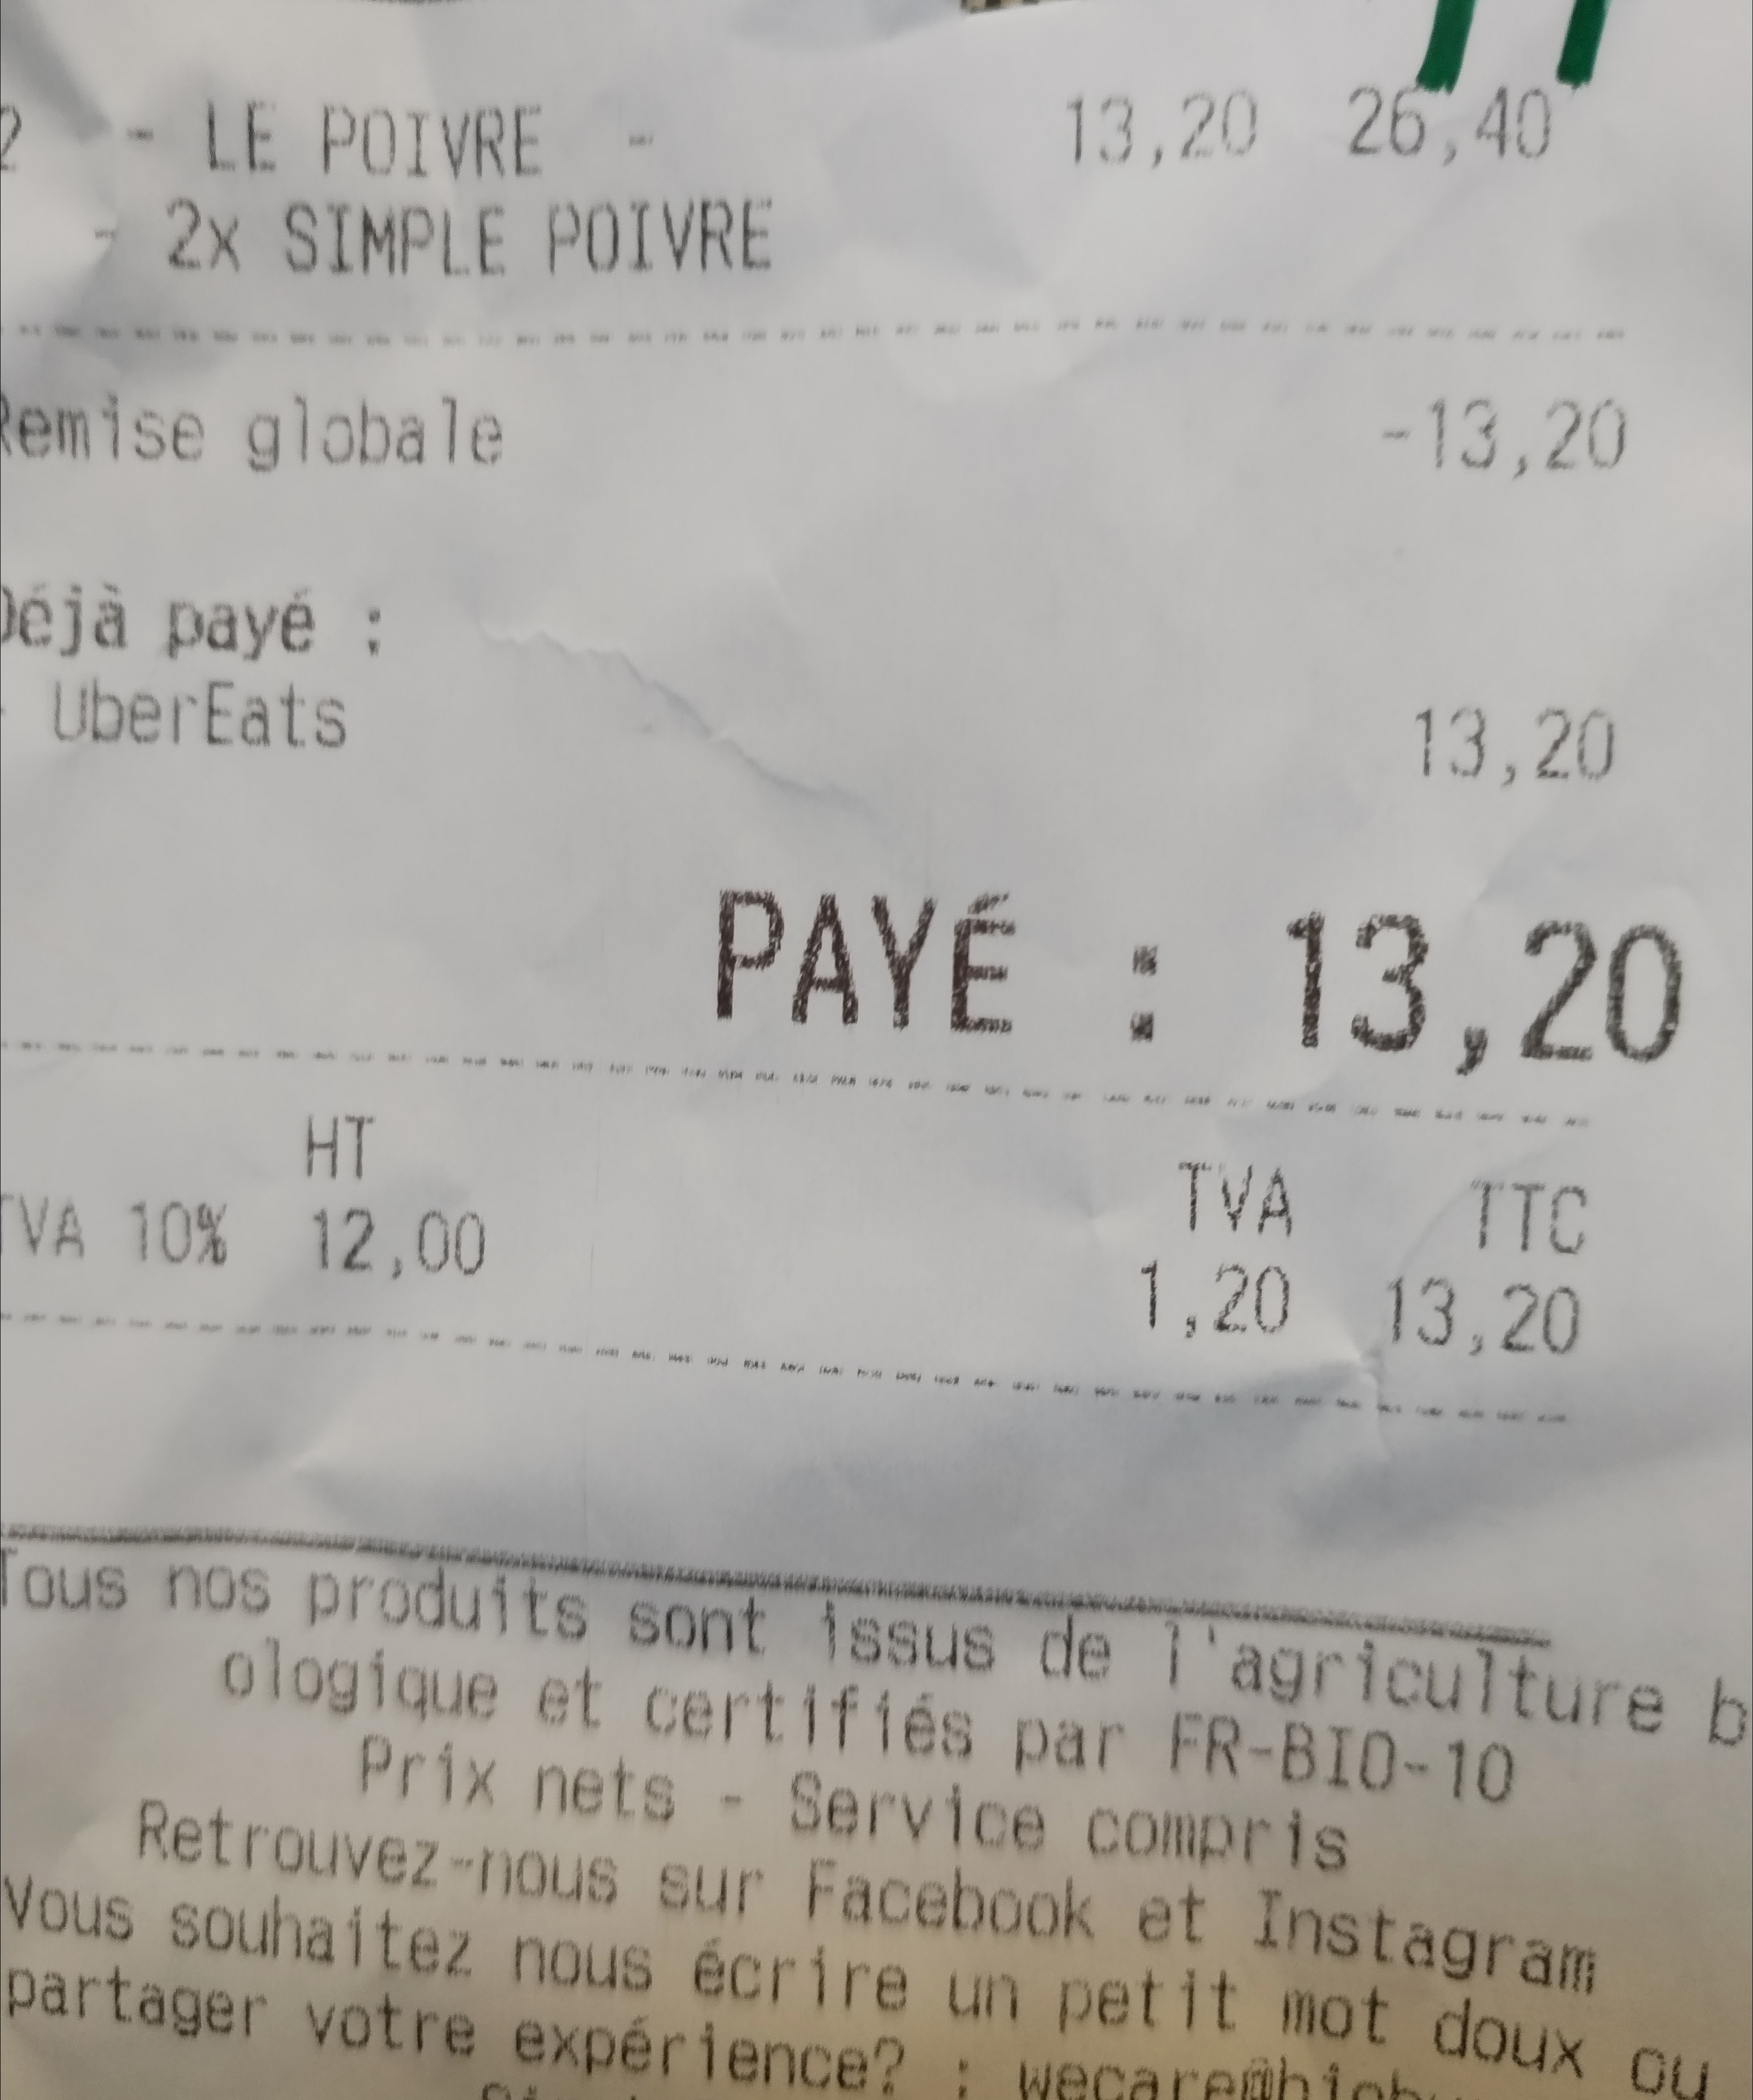 2 - LE POIVRE - 13,20 26,40
- 2x SIMPLE POIVRE
Remise globale -13,20
Déjà payé :
- UberEats 13,20
PAYÉ : 13,20
HT TVA TTC
TVA 10% 12,00 1,20 13,20
Tous nos produits sont issus de l'agriculture b
ologique et certifiés par FR-BIO-10
Prix nets - Service compris
Retrouvez-nous sur Facebook et Instagram
Vous souhaitez nous écrire un petit mot doux ou
partager votre expérience? :